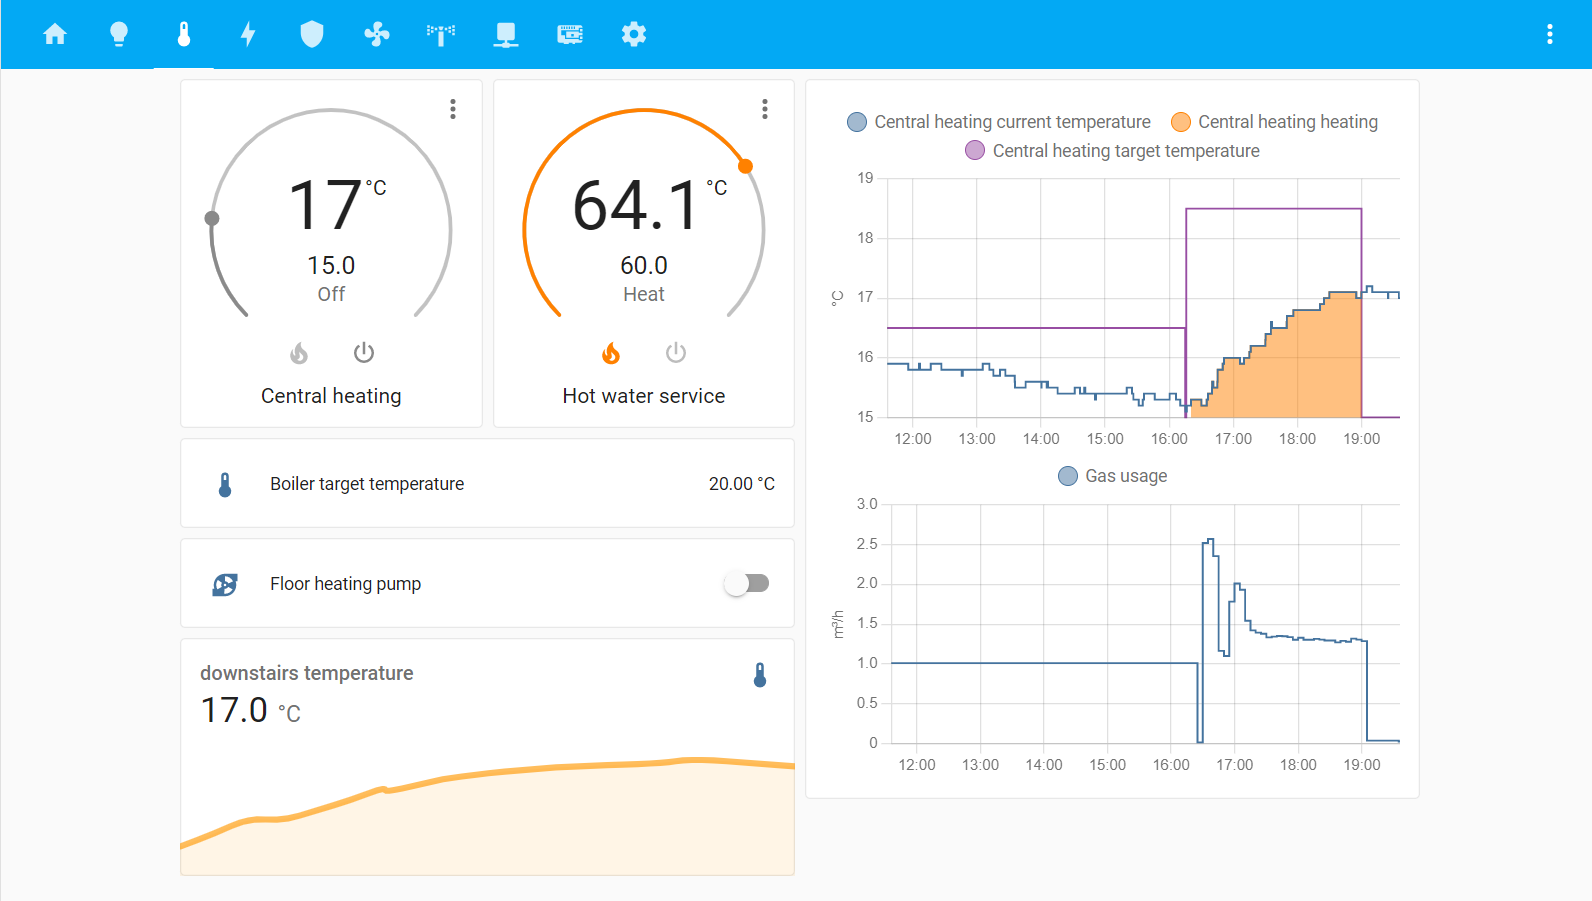 17 °C
15.0
Off
Central heating
64.1 °C
60.0
Heat
Hot water service
Boiler target temperature 20.00 °C
Floor heating pump
downstairs temperature
17.0 °C
Central heating current temperature Central heating heating
Central heating target temperature
19
18
17
16
15
°C
12:00 13:00 14:00 15:00 16:00 17:00 18:00 19:00
Gas usage
3.0
2.5
2.0
1.5
1.0
0.5
0
m³/h
12:00 13:00 14:00 15:00 16:00 17:00 18:00 19:00